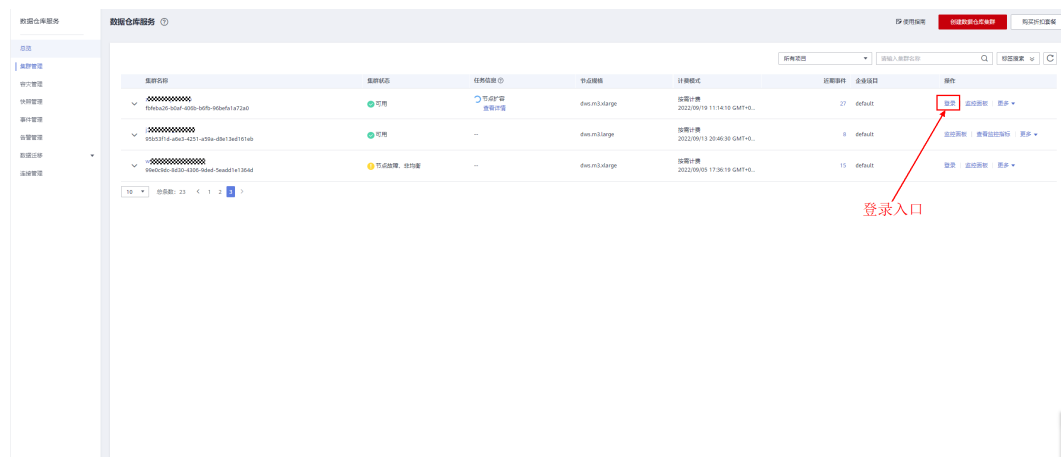 数据仓库服务
总览
集群管理
容灾管理
快照管理
事件管理
告警管理
数据迁移
连接管理
数据仓库服务
使用指南
创建数据仓库集群
购买折扣套餐
所有项目
请输入集群名称
标签搜索
集群名称 集群状态 任务信息 节点规格 计费模式 近期事件 企业项目 操作
fbfeba26-b0af-406b-b6fb-96befa1a72a0
可用
节点扩容
查看详情
dws.m3.xlarge
按需计费
2022/09/19 11:14:10 GMT+0...
27 default 登录 监控面板 更多
95b53f1d-a6e3-4251-a59a-d8e13ed161eb
可用 -- dws.m3.large
按需计费
2022/09/13 20:46:30 GMT+0...
8 default 监控面板 查看监控指标 更多
99e0c8dc-8d30-4306-9ded-5eadd1e1364d
节点故障，非均衡 -- dws.m3.xlarge
按需计费
2022/09/05 17:36:19 GMT+0...
15 default 登录 监控面板 更多
10 总条数: 23 < 1 2 3 >
登录入口